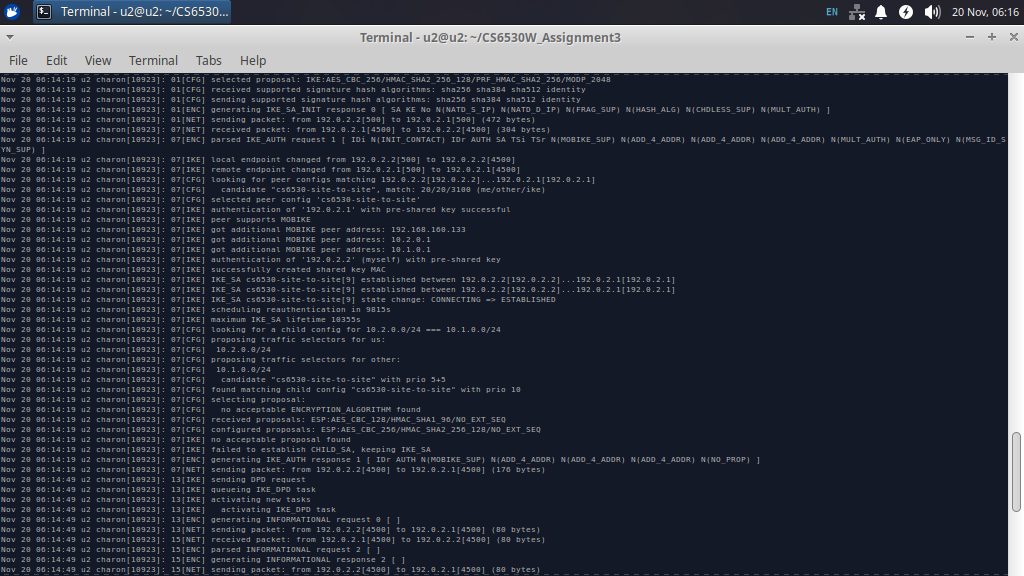 Terminal - u2@u2: ~/CS6530...
EN
20 Nov, 06:16
Terminal - u2@u2: ~/CS6530W_Assignment3
File Edit View Terminal Tabs Help
Nov 20 06:14:19 u2 charon[10923]: 01[CFG] selected proposal: IKE:AES_CBC_256/HMAC_SHA2_256_128/PRF_HMAC_SHA2_256/MODP_2048
Nov 20 06:14:19 u2 charon[10923]: 01[CFG] received supported signature hash algorithms: sha256 sha384 sha512 identity
Nov 20 06:14:19 u2 charon[10923]: 01[CFG] sending supported signature hash algorithms: sha256 sha384 sha512 identity
Nov 20 06:14:19 u2 charon[10923]: 01[ENC] generating IKE_SA_INIT response 0 [ SA KE No N(NATD_S_IP) N(NATD_D_IP) N(FRAG_SUP) N(HASH_ALG) N(CHDLESS_SUP) N(MULT_AUTH) ]
Nov 20 06:14:19 u2 charon[10923]: 01[NET] sending packet: from 192.0.2.2[500] to 192.0.2.1[500] (472 bytes)
Nov 20 06:14:19 u2 charon[10923]: 07[NET] received packet: from 192.0.2.1[4500] to 192.0.2.2[4500] (304 bytes)
Nov 20 06:14:19 u2 charon[10923]: 07[ENC] parsed IKE_AUTH request 1 [ IDi N(INIT_CONTACT) IDr AUTH SA TSi TSr N(MOBIKE_SUP) N(ADD_4_ADDR) N(ADD_4_ADDR) N(ADD_4_ADDR) N(MULT_AUTH) N(EAP_ONLY) N(MSG_ID_S
YN_SUP) ]
Nov 20 06:14:19 u2 charon[10923]: 07[IKE] local endpoint changed from 192.0.2.2[500] to 192.0.2.2[4500]
Nov 20 06:14:19 u2 charon[10923]: 07[IKE] remote endpoint changed from 192.0.2.1[500] to 192.0.2.1[4500]
Nov 20 06:14:19 u2 charon[10923]: 07[CFG] looking for peer configs matching 192.0.2.2[192.0.2.2]...192.0.2.1[192.0.2.1]
Nov 20 06:14:19 u2 charon[10923]: 07[CFG]   candidate "cs6530-site-to-site", match: 20/20/3100 (me/other/ike)
Nov 20 06:14:19 u2 charon[10923]: 07[CFG] selected peer config 'cs6530-site-to-site'
Nov 20 06:14:19 u2 charon[10923]: 07[IKE] authentication of '192.0.2.1' with pre-shared key successful
Nov 20 06:14:19 u2 charon[10923]: 07[IKE] peer supports MOBIKE
Nov 20 06:14:19 u2 charon[10923]: 07[IKE] got additional MOBIKE peer address: 192.168.160.133
Nov 20 06:14:19 u2 charon[10923]: 07[IKE] got additional MOBIKE peer address: 10.2.0.1
Nov 20 06:14:19 u2 charon[10923]: 07[IKE] got additional MOBIKE peer address: 10.1.0.1
Nov 20 06:14:19 u2 charon[10923]: 07[IKE] authentication of '192.0.2.2' (myself) with pre-shared key
Nov 20 06:14:19 u2 charon[10923]: 07[IKE] successfully created shared key MAC
Nov 20 06:14:19 u2 charon[10923]: 07[IKE] IKE_SA cs6530-site-to-site[9] established between 192.0.2.2[192.0.2.2]...192.0.2.1[192.0.2.1]
Nov 20 06:14:19 u2 charon[10923]: 07[IKE] IKE_SA cs6530-site-to-site[9] established between 192.0.2.2[192.0.2.2]...192.0.2.1[192.0.2.1]
Nov 20 06:14:19 u2 charon[10923]: 07[IKE] IKE_SA cs6530-site-to-site[9] state change: CONNECTING => ESTABLISHED
Nov 20 06:14:19 u2 charon[10923]: 07[IKE] scheduling reauthentication in 9815s
Nov 20 06:14:19 u2 charon[10923]: 07[IKE] maximum IKE_SA lifetime 10355s
Nov 20 06:14:19 u2 charon[10923]: 07[CFG] looking for a child config for 10.2.0.0/24 === 10.1.0.0/24
Nov 20 06:14:19 u2 charon[10923]: 07[CFG] proposing traffic selectors for us:
Nov 20 06:14:19 u2 charon[10923]: 07[CFG]  10.2.0.0/24
Nov 20 06:14:19 u2 charon[10923]: 07[CFG] proposing traffic selectors for other:
Nov 20 06:14:19 u2 charon[10923]: 07[CFG]  10.1.0.0/24
Nov 20 06:14:19 u2 charon[10923]: 07[CFG]   candidate "cs6530-site-to-site" with prio 5+5
Nov 20 06:14:19 u2 charon[10923]: 07[CFG] found matching child config "cs6530-site-to-site" with prio 10
Nov 20 06:14:19 u2 charon[10923]: 07[CFG] selecting proposal:
Nov 20 06:14:19 u2 charon[10923]: 07[CFG]   no acceptable ENCRYPTION_ALGORITHM found
Nov 20 06:14:19 u2 charon[10923]: 07[CFG] received proposals: ESP:AES_CBC_128/HMAC_SHA1_96/NO_EXT_SEQ
Nov 20 06:14:19 u2 charon[10923]: 07[CFG] configured proposals: ESP:AES_CBC_256/HMAC_SHA2_256_128/NO_EXT_SEQ
Nov 20 06:14:19 u2 charon[10923]: 07[IKE] no acceptable proposal found
Nov 20 06:14:19 u2 charon[10923]: 07[IKE] failed to establish CHILD_SA, keeping IKE_SA
Nov 20 06:14:19 u2 charon[10923]: 07[ENC] generating IKE_AUTH response 1 [ IDr AUTH N(MOBIKE_SUP) N(ADD_4_ADDR) N(ADD_4_ADDR) N(ADD_4_ADDR) N(NO_PROP) ]
Nov 20 06:14:19 u2 charon[10923]: 07[NET] sending packet: from 192.0.2.2[4500] to 192.0.2.1[4500] (176 bytes)
Nov 20 06:14:49 u2 charon[10923]: 13[IKE] sending DPD request
Nov 20 06:14:49 u2 charon[10923]: 13[IKE] queueing IKE_DPD task
Nov 20 06:14:49 u2 charon[10923]: 13[IKE] activating new tasks
Nov 20 06:14:49 u2 charon[10923]: 13[IKE]   activating IKE_DPD task
Nov 20 06:14:49 u2 charon[10923]: 13[ENC] generating INFORMATIONAL request 0 [ ]
Nov 20 06:14:49 u2 charon[10923]: 13[NET] sending packet: from 192.0.2.2[4500] to 192.0.2.1[4500] (80 bytes)
Nov 20 06:14:49 u2 charon[10923]: 15[NET] received packet: from 192.0.2.1[4500] to 192.0.2.2[4500] (80 bytes)
Nov 20 06:14:49 u2 charon[10923]: 15[ENC] parsed INFORMATIONAL request 2 [ ]
Nov 20 06:14:49 u2 charon[10923]: 15[ENC] generating INFORMATIONAL response 2 [ ]
Nov 20 06:14:49 u2 charon[10923]: 15[NET] sending packet: from 192.0.2.2[4500] to 192.0.2.1[4500] (80 bytes)